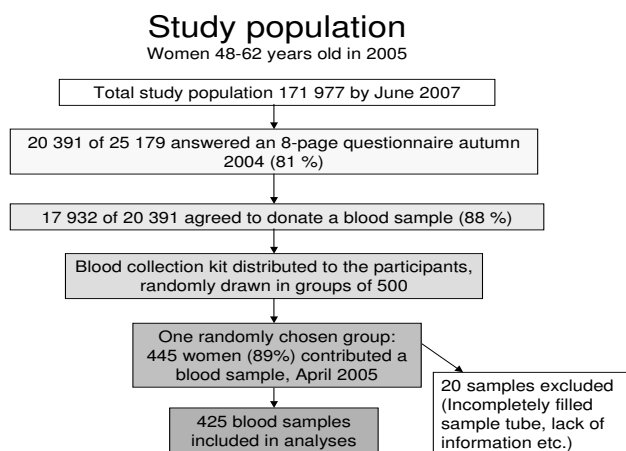 Study population
Women 48-62 years old in 2005
Total study population 171 977 by June 2007
20 391 of 25 179 answered an 8-page questionnaire autumn
2004 (81 %)
17 932 of 20 391 agreed to donate a blood sample (88 %)
Blood collection kit distributed to the participants,
randomly drawn in groups of 500
One randomly chosen group:
445 women (89%) contributed a
blood sample, April 2005
20 samples excluded
(Incompletely filled
sample tube, lack of
information etc.)
425 blood samples
included in analyses